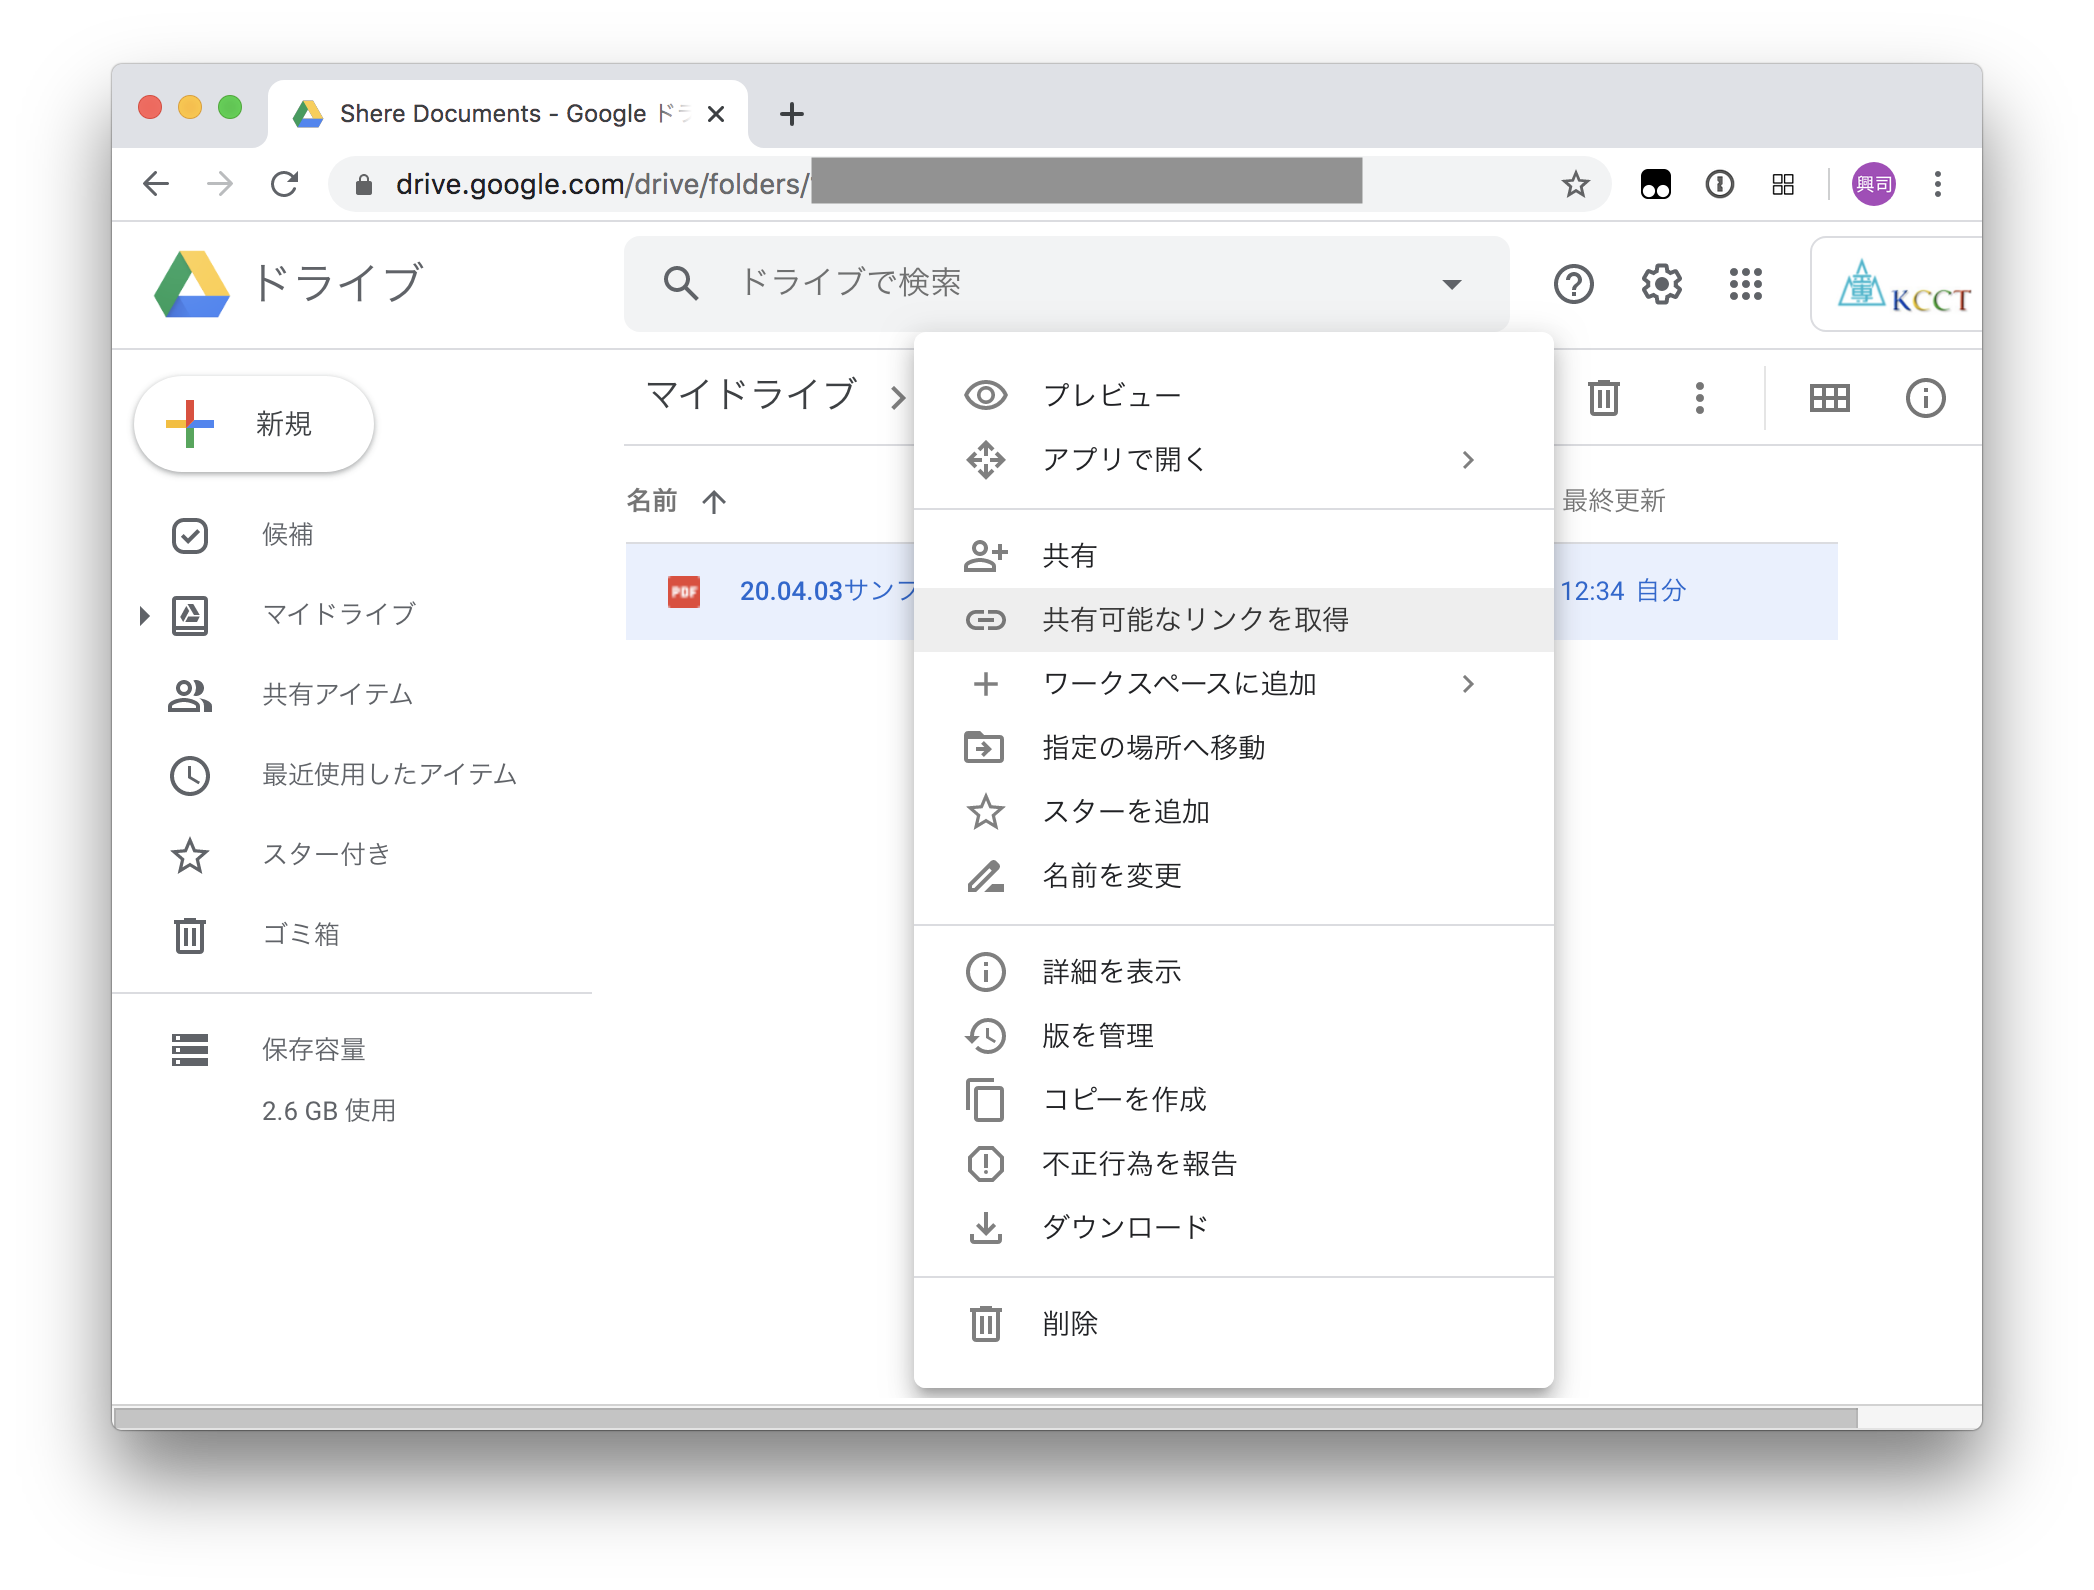 Shere Documents - Google ドラ
drive.google.com/drive/folders/
興司
ドライブ
ドライブで検索
KCCT
新規
マイドライブ
名前
最終更新
20.04.03サンプ
12:34 自分
候補
マイドライブ
共有アイテム
最近使用したアイテム
スター付き
ゴミ箱
保存容量
2.6 GB 使用
プレビュー
アプリで開く
共有
共有可能なリンクを取得
ワークスペースに追加
指定の場所へ移動
スターを追加
名前を変更
詳細を表示
版を管理
コピーを作成
不正行為を報告
ダウンロード
削除
PDF